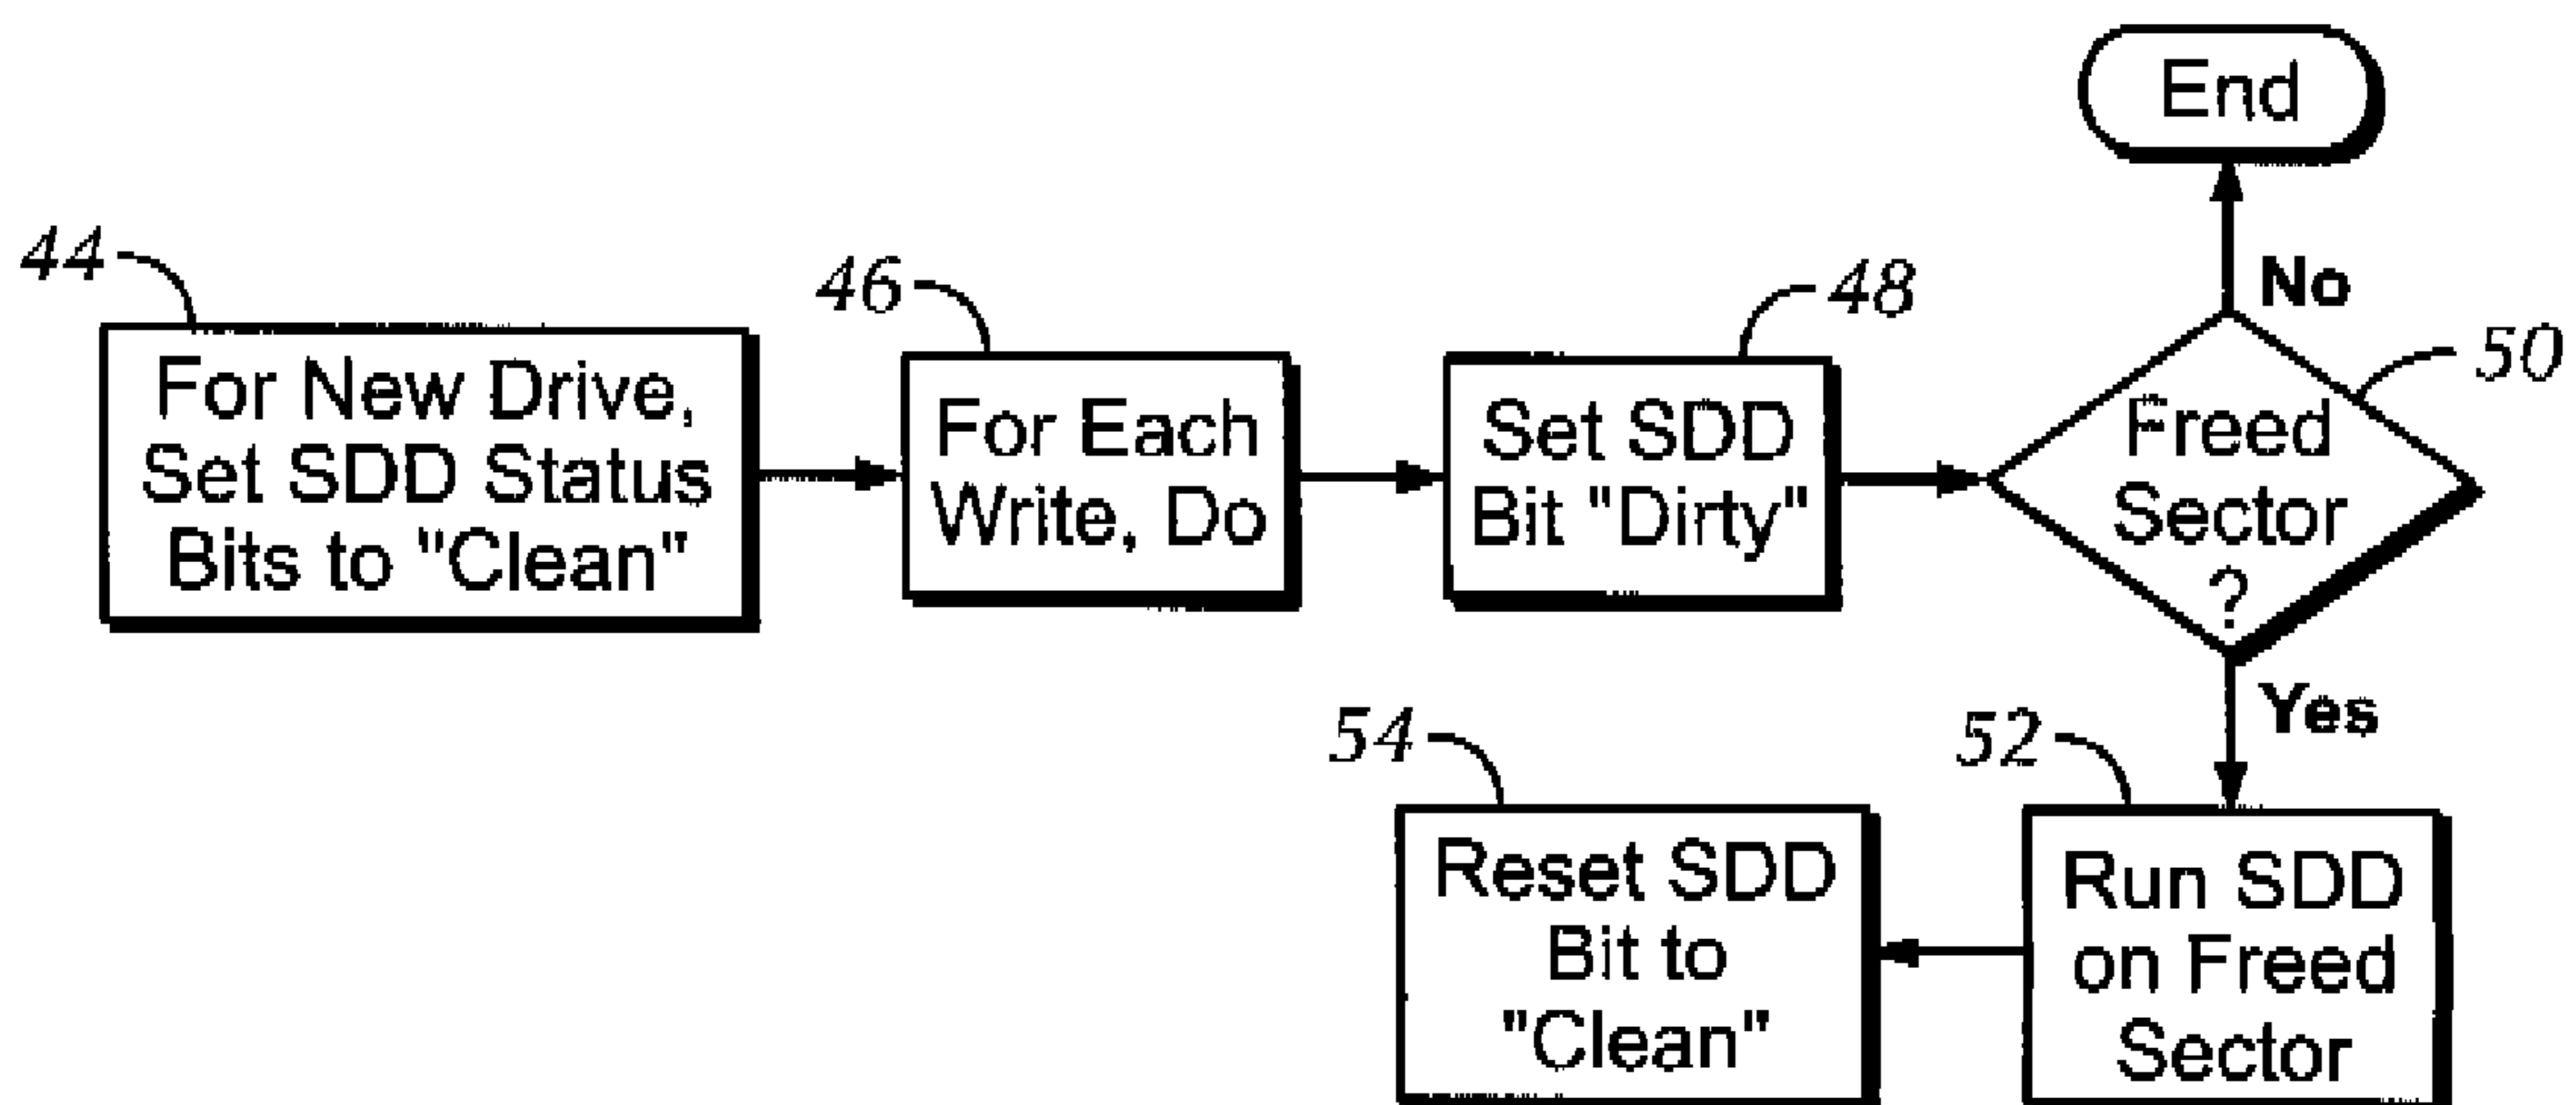 End
44
For New Drive,
Set SDD Status
Bits to "Clean"
46
For Each
Write, Do
48
Set SDD
Bit "Dirty"
No
50
Freed
Sector
?
Yes
52
Run SDD
on Freed
Sector
54
Reset SDD
Bit to
"Clean"